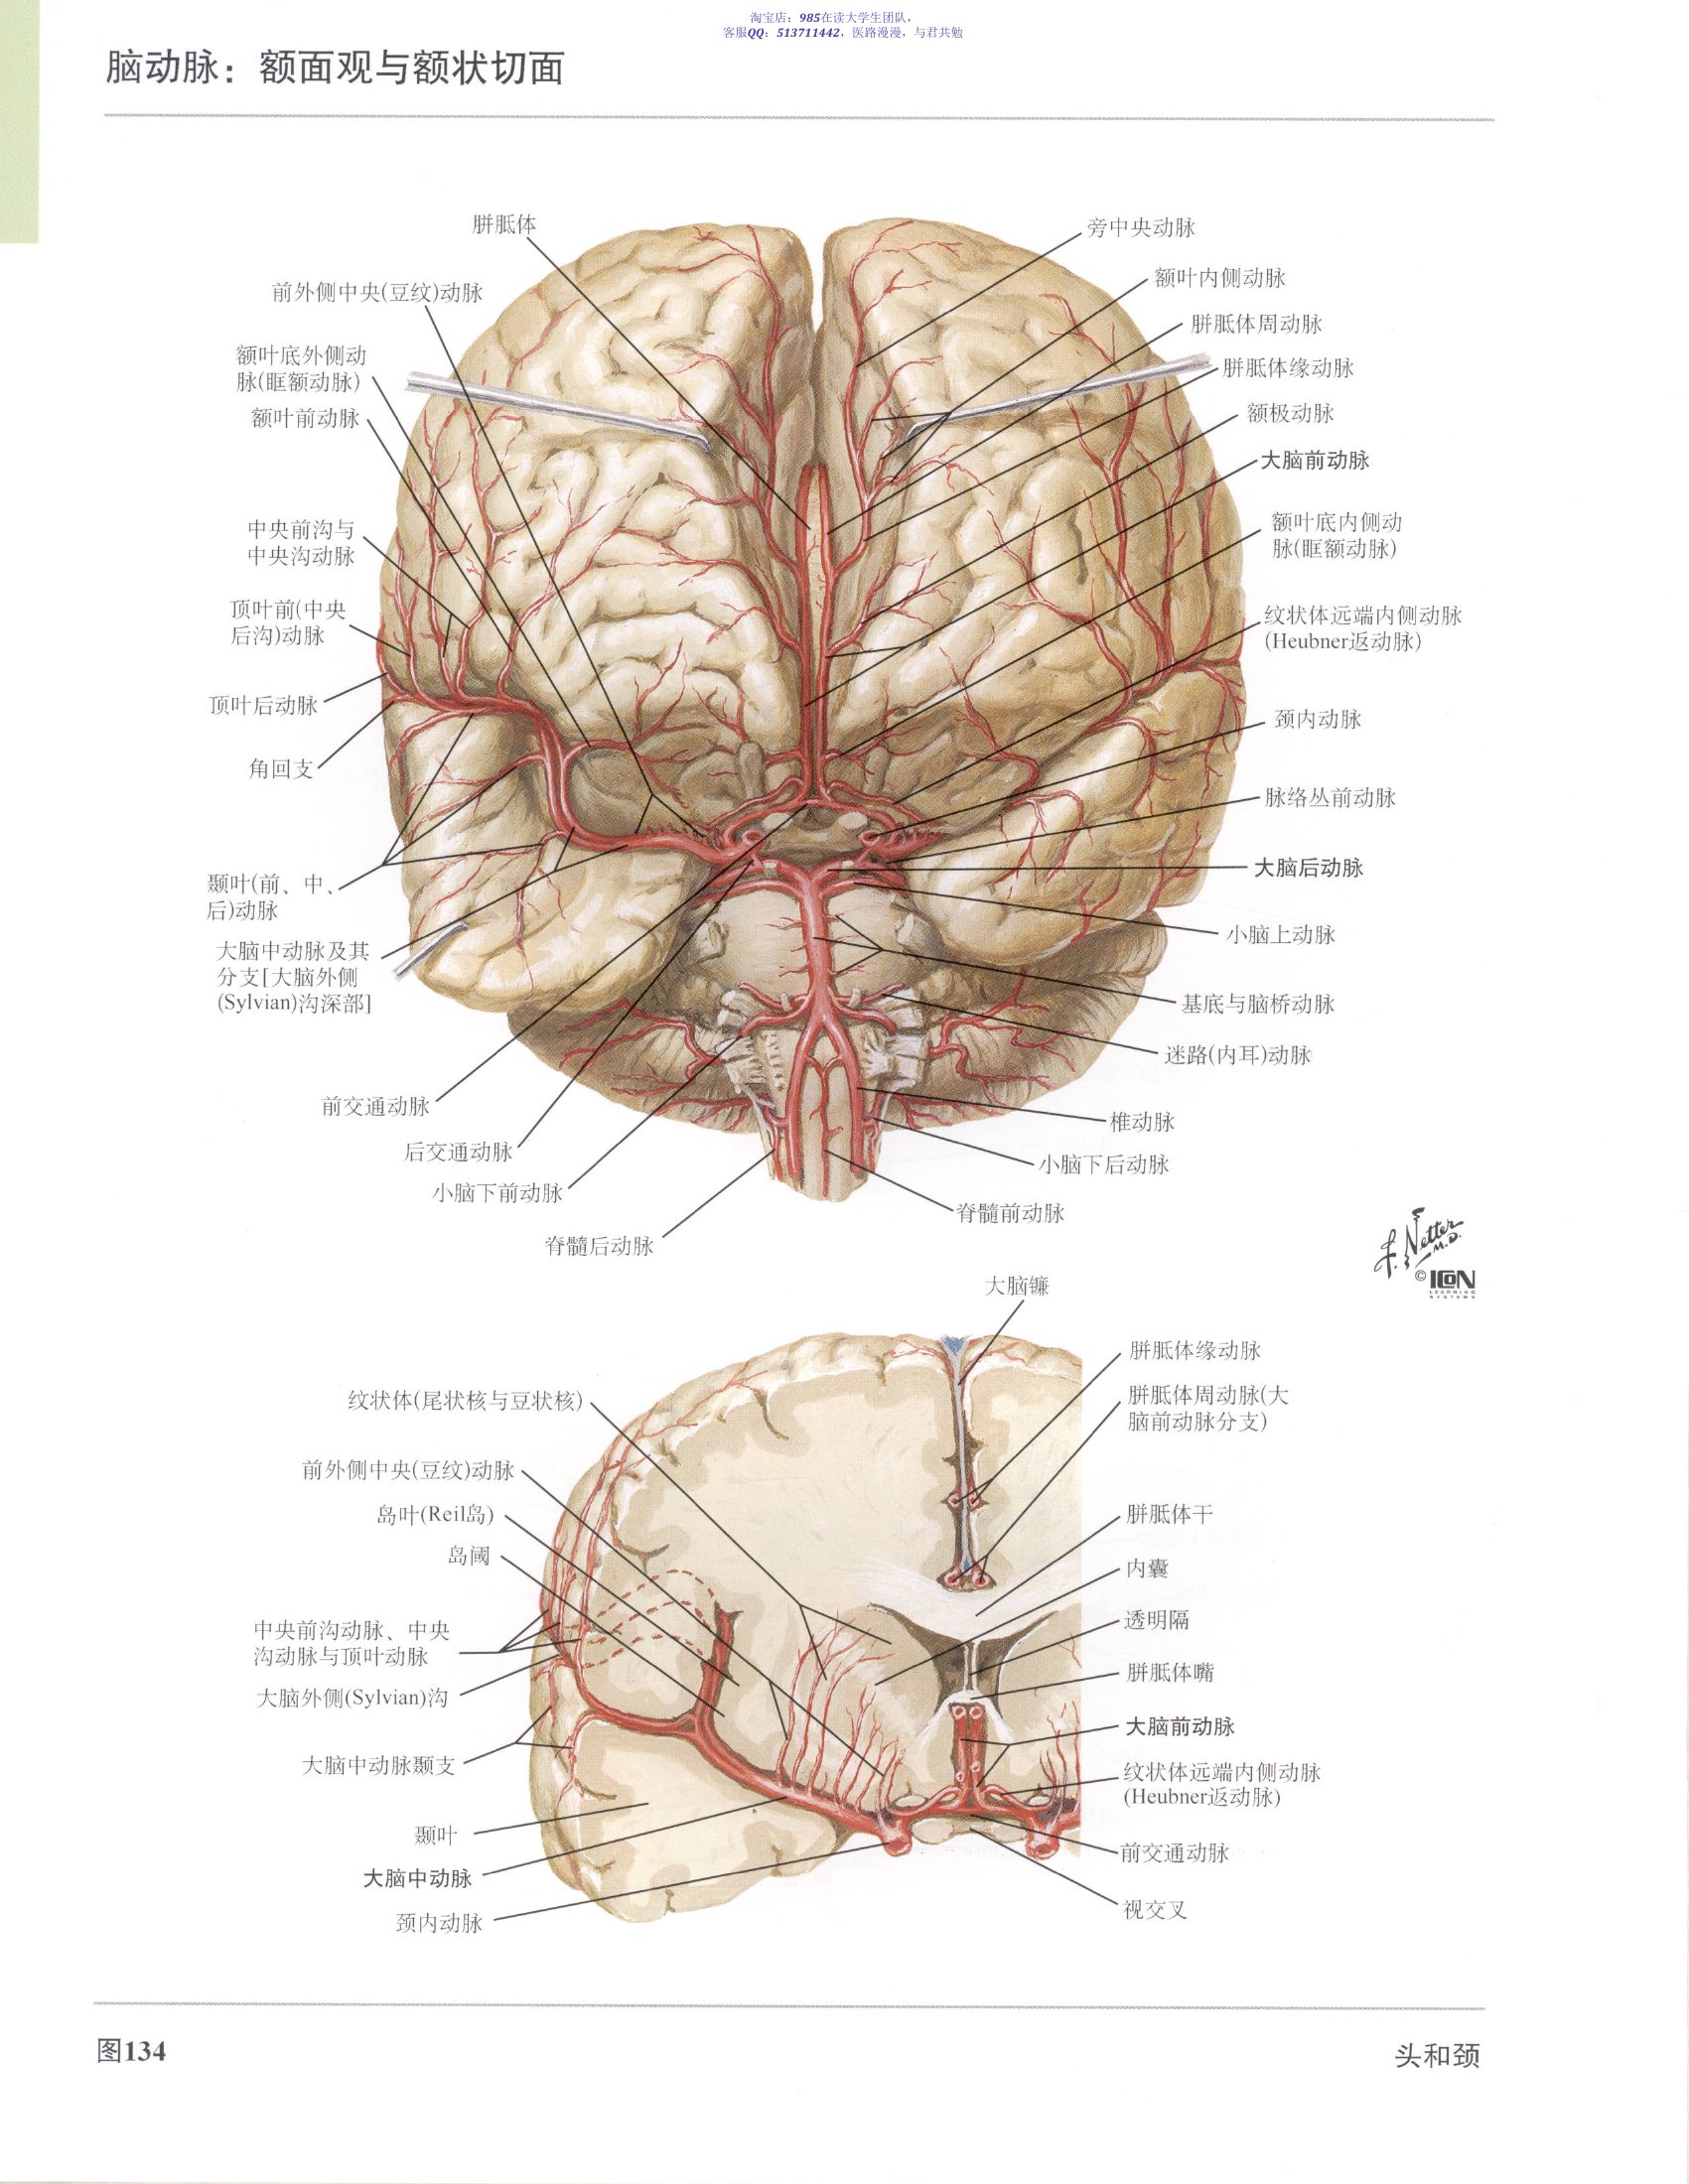 淘宝店：985在读大学生团队，
客服QQ：513711442，医路漫漫，与君共勉
脑动脉：额面观与额状切面
胼胝体
前外侧中央(豆纹)动脉
额叶底外侧动
脉(眶额动脉)
额叶前动脉
中央前沟与
中央沟动脉
顶叶前(中央
后沟)动脉
顶叶后动脉
角回支
颞叶(前、中、
后)动脉
大脑中动脉及其
分支[大脑外侧
(Sylvian)沟深部]
前交通动脉
后交通动脉
小脑下前动脉
脊髓后动脉
旁中央动脉
额叶内侧动脉
胼胝体周动脉
胼胝体缘动脉
额极动脉
大脑前动脉
额叶底内侧动
脉(眶额动脉)
纹状体远端内侧动脉
(Heubner返动脉)
颈内动脉
脉络丛前动脉
大脑后动脉
小脑上动脉
基底与脑桥动脉
迷路(内耳)动脉
椎动脉
小脑下后动脉
脊髓前动脉
F. Netter
M.D.
© ICON
LEARNING
SYSTEMS
大脑镰
纹状体(尾状核与豆状核)
前外侧中央(豆纹)动脉
岛叶(Reil岛)
岛阈
中央前沟动脉、中央
沟动脉与顶叶动脉
大脑外侧(Sylvian)沟
大脑中动脉颞支
颞叶
大脑中动脉
颈内动脉
胼胝体缘动脉
胼胝体周动脉(大
脑前动脉分支)
胼胝体干
内囊
透明隔
胼胝体嘴
大脑前动脉
纹状体远端内侧动脉
(Heubner返动脉)
前交通动脉
视交叉
图134
头和颈